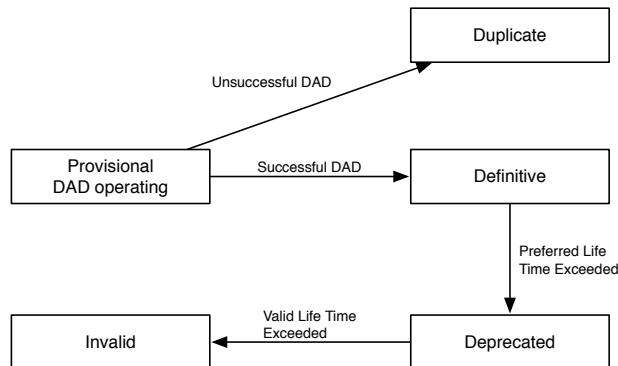 Duplicate
Unsuccessful DAD
Provisional
DAD operating
Successful DAD
Definitive
Preferred Life
Time Exceeded
Valid Life Time
Exceeded
Invalid
Deprecated